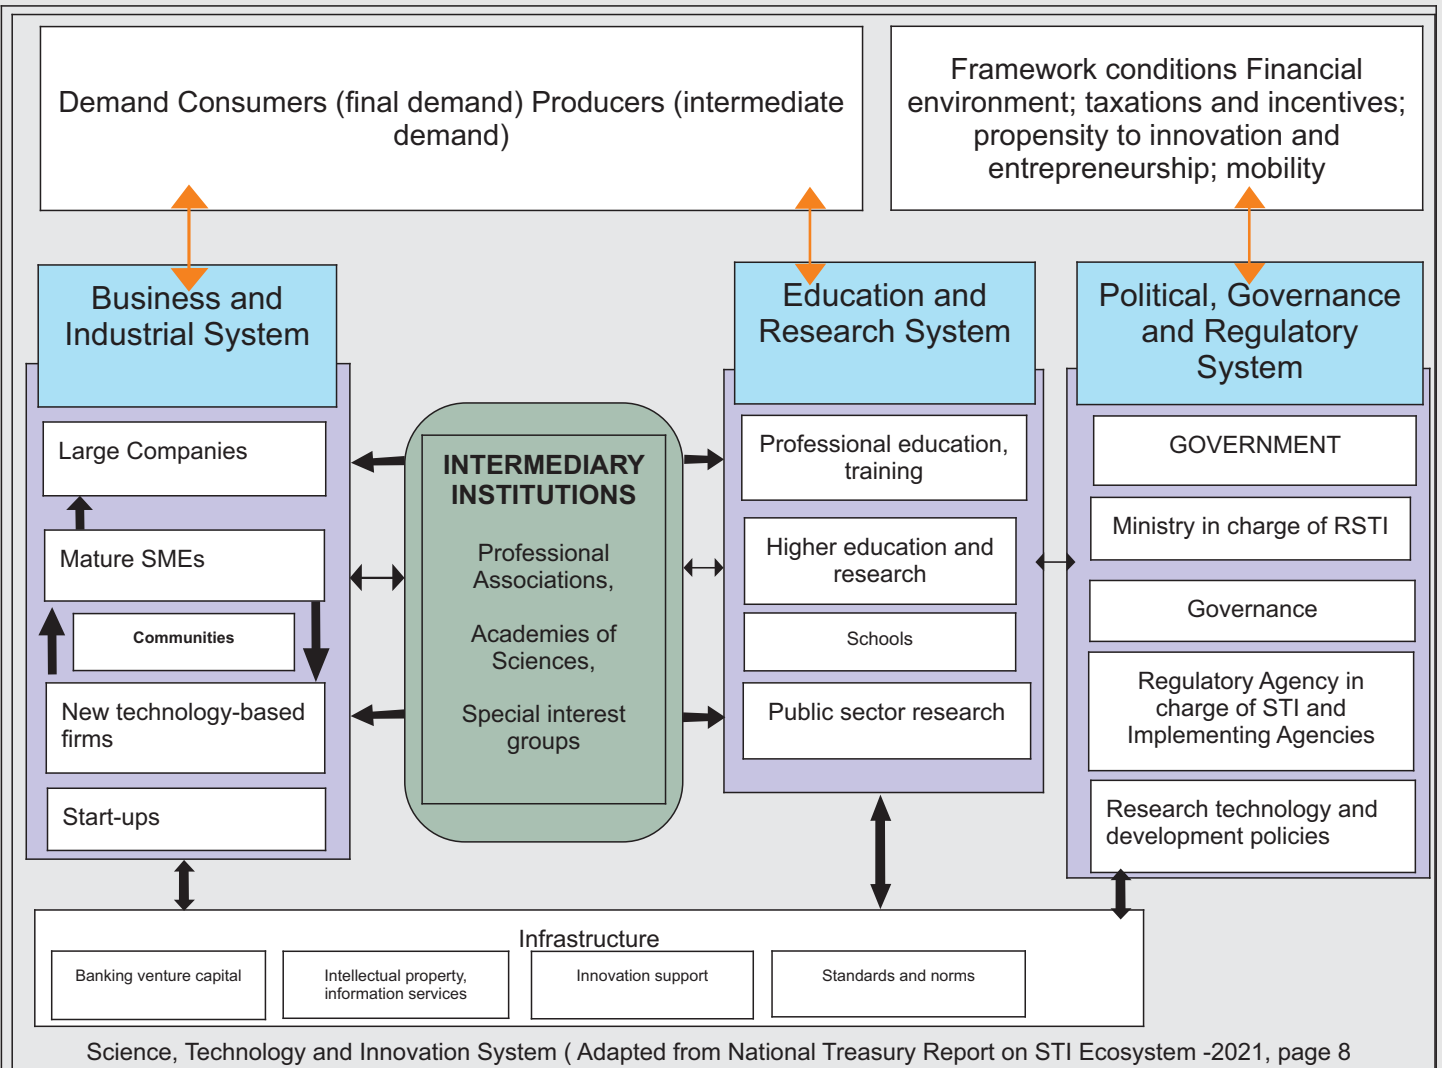 Demand Consumers (final demand) Producers (intermediate
demand)
Framework conditions Financial
environment; taxations and incentives;
propensity to innovation and
entrepreneurship; mobility
Business and
Industrial System
Large Companies
Mature SMEs
Communities
New technology-based
firms
Start-ups
INTERMEDIARY
INSTITUTIONS
Professional
Associations,
Academies of
Sciences,
Special interest
groups
Education and
Research System
Professional education,
training
Higher education and
research
Schools
Public sector research
Political, Governance
and Regulatory
System
GOVERNMENT
Ministry in charge of RSTI
Governance
Regulatory Agency in
charge of STI and
Implementing Agencies
Research technology and
development policies
Infrastructure
Banking venture capital
Intellectual property,
information services
Innovation support
Standards and norms
Science, Technology and Innovation System ( Adapted from National Treasury Report on STI Ecosystem -2021, page 8